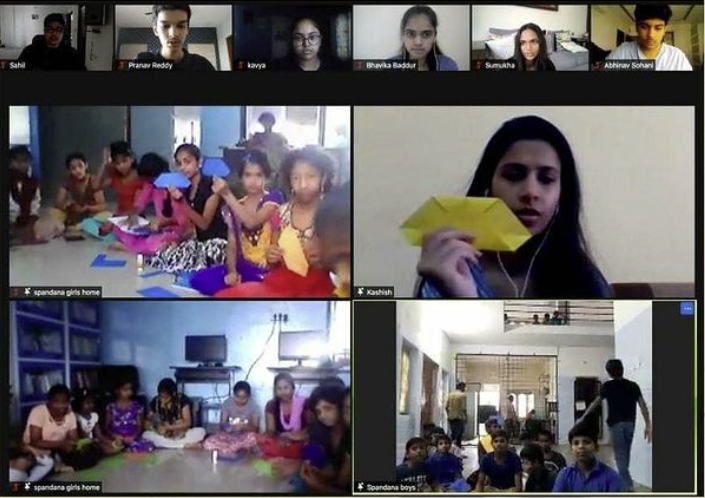 Sahil
Pranav Reddy
kavya
Bhavika Baddur
Sumukha
Abhinav Sohani
spandana girls home
Kashish
spandana girls home
Spandana boys